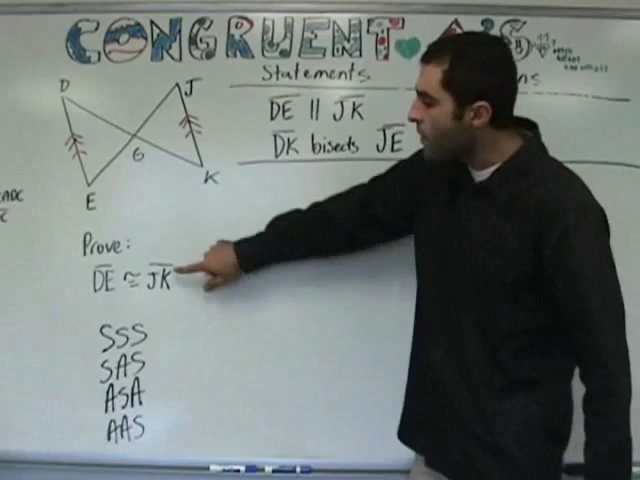 CONGRUENT Δ's
Statements
D
J
G
E
K
DE || JK
DK bisects JE
Prove:
DE ≅ JK
SSS
SAS
ASA
AAS